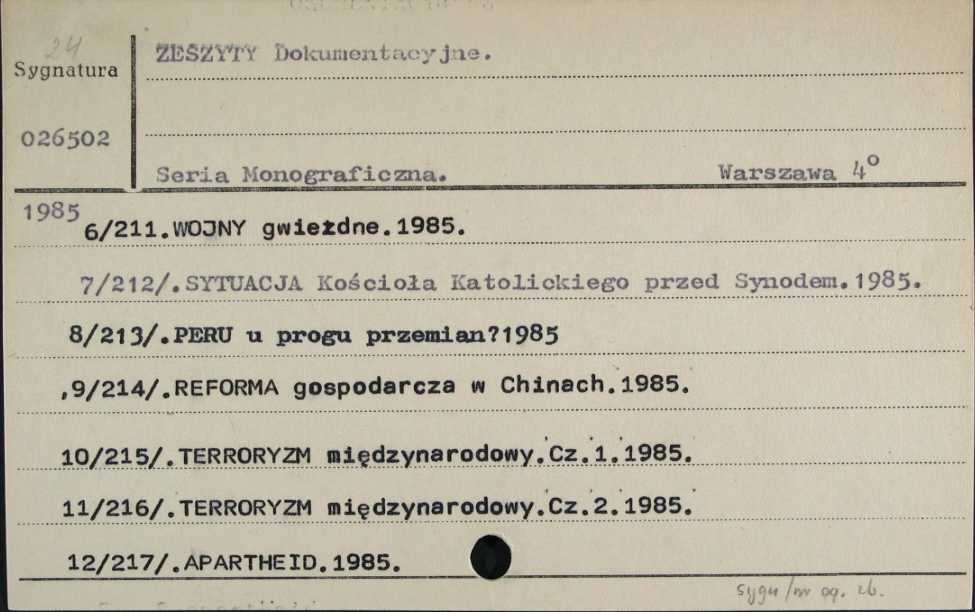 24
ZESZYTY Dokumentacyjne.
Sygnatura
026502
Seria Monograficzna. Warszawa 4°
1985
6/211.WOJNY gwiezdne.1985.
7/212/.SYTUACJA Kościoła Katolickiego przed Synodem.1985.
8/213/.PERU u progu przemian?1985
,9/214/.REFORMA gospodarcza w Chinach.1985.
10/215/.TERRORYZM międzynarodowy.Cz.1.1985.
11/216/.TERRORYZM międzynarodowy.Cz.2.1985.
12/217/.APARTHEID.1985.